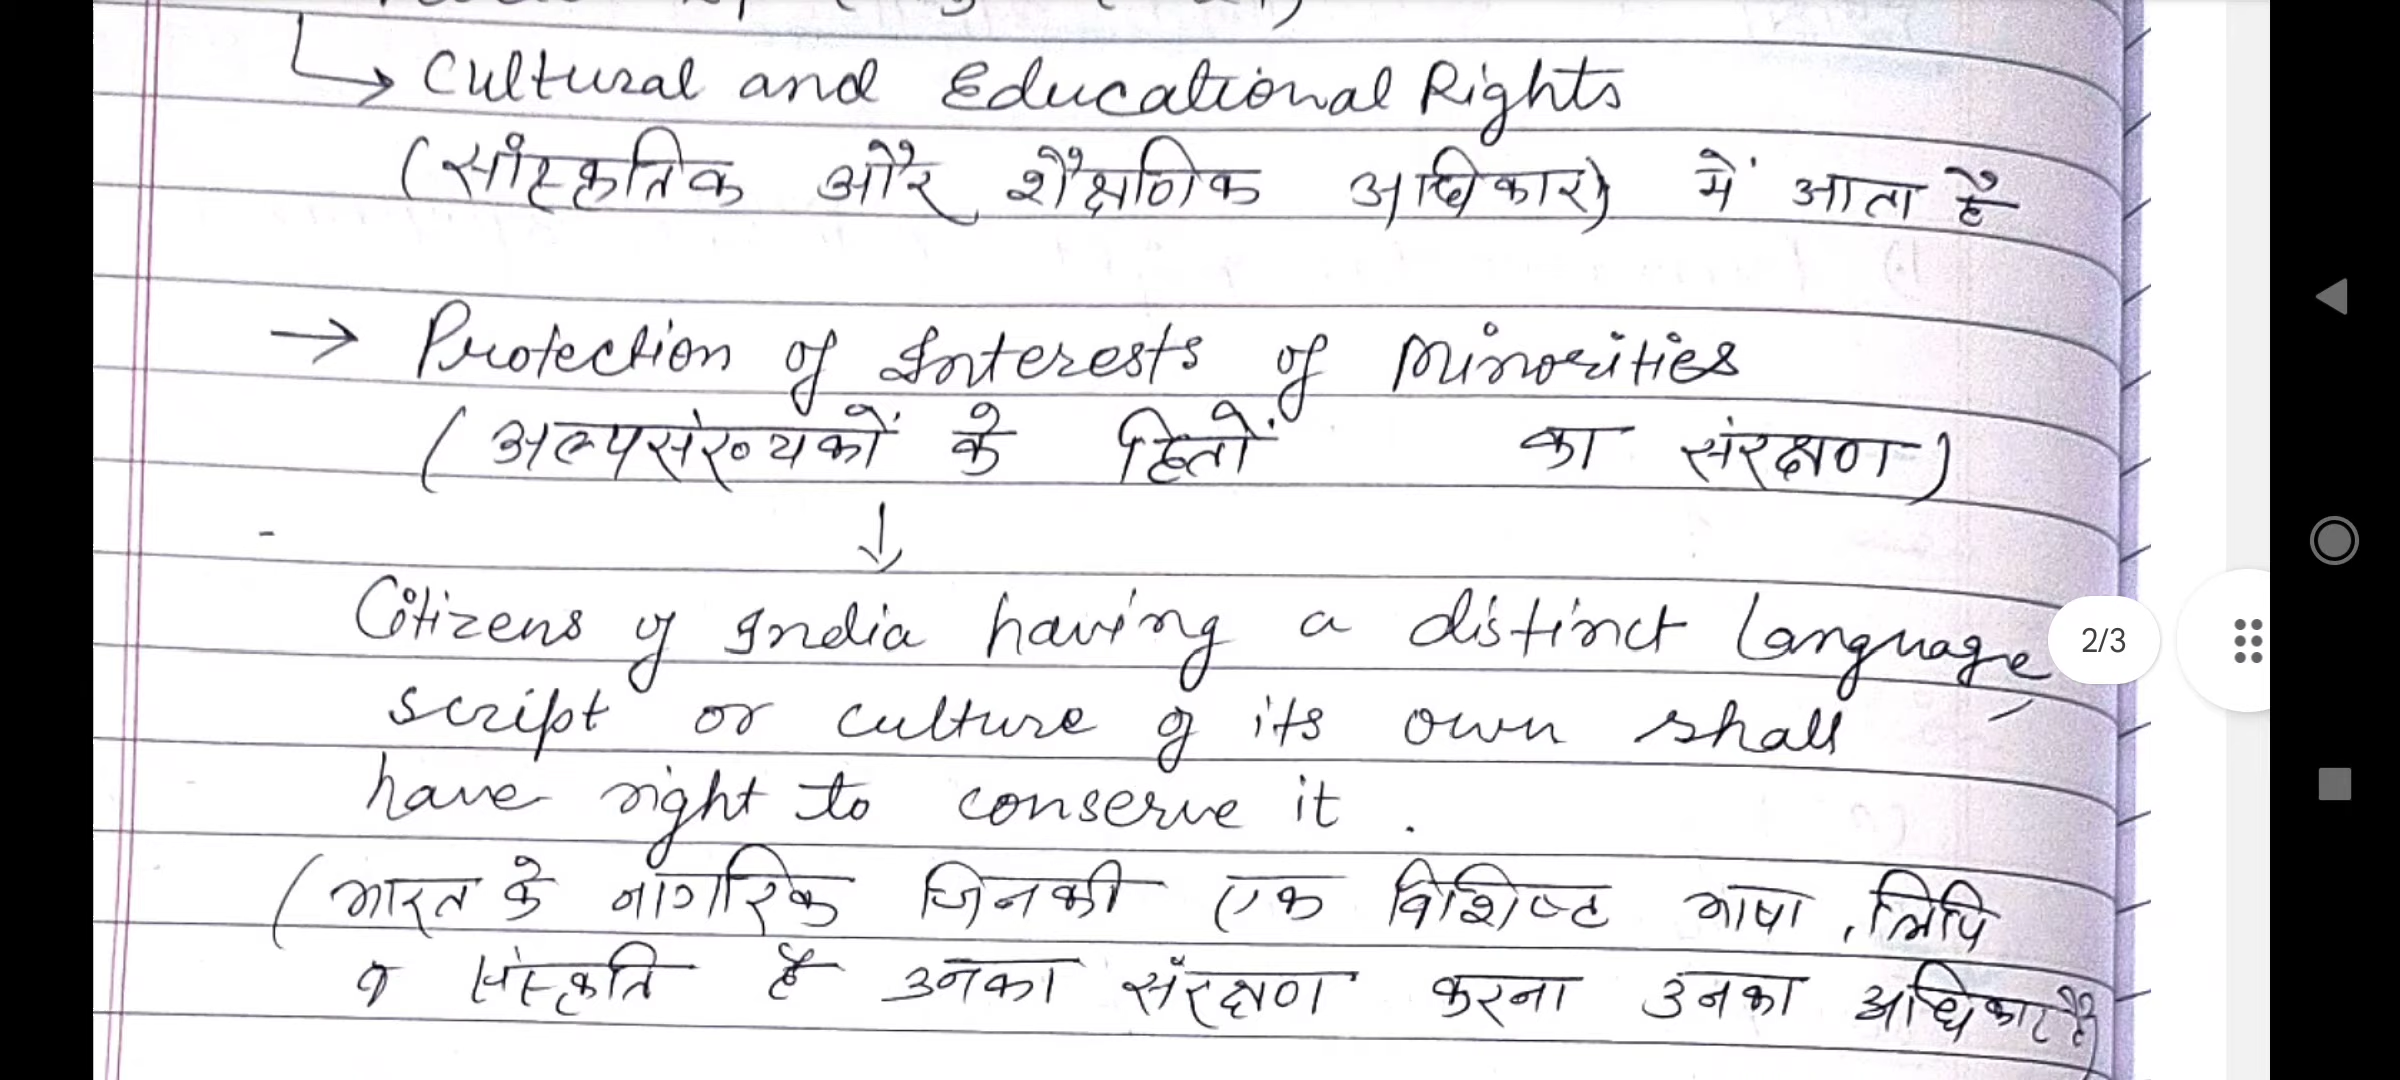 Cultural and Educational Rights
(सांस्कृतिक और शैक्षणिक अधिकार) में आता है
→ Protection of Interests of Minorities
(अल्पसंख्यकों के हितों का संरक्षण)
Citizens of India having a distinct language,
script or culture of its own shall
have right to conserve it.
(भारत के नागरिक जिनकी एक विशिष्ट भाषा, लिपि
व संस्कृति है उनका संरक्षण करना उनका अधिकार है)
2/3